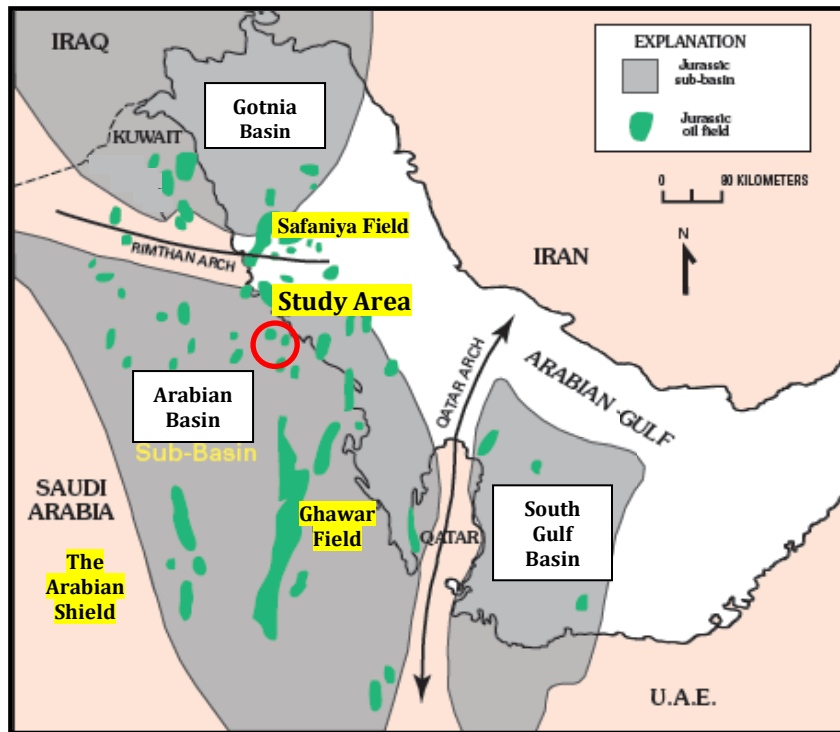 IRAQ
EXPLANATION
Jurassic
sub-basin
Jurassic
oil field
Gotnia
Basin
KUWAIT
0 80 KILOMETERS
N
Safaniya Field
RIMTHAN ARCH
IRAN
Study Area
QATAR ARCH
ARABIAN-GULF
Arabian
Basin
Sub-Basin
SAUDI
ARABIA
Ghawar
Field
QATAR
South
Gulf
Basin
The
Arabian
Shield
U.A.E.